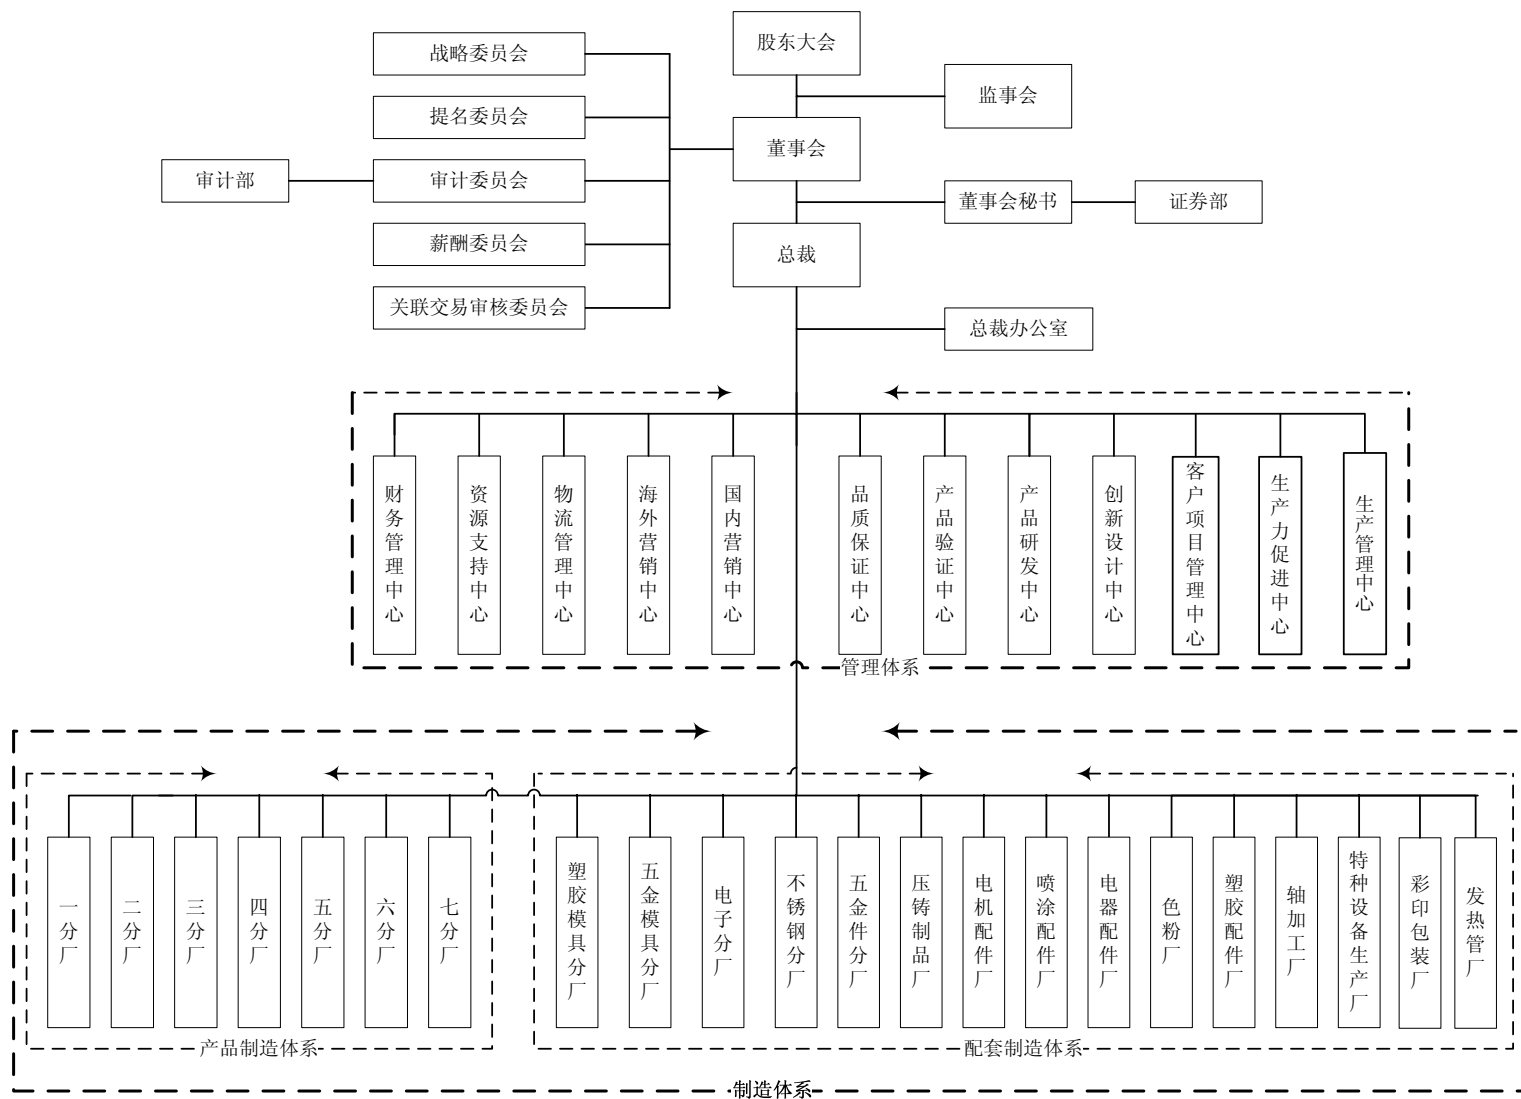 股东大会
战略委员会
监事会
提名委员会
董事会
审计部
审计委员会
董事会秘书
证券部
薪酬委员会
总裁
关联交易审核委员会
总裁办公室
财务管理中心
资源支持中心
物流管理中心
海外营销中心
国内营销中心
品质保证中心
产品验证中心
产品研发中心
创新设计中心
客户项目管理中心
生产力促进中心
生产管理中心
管理体系
一分厂
二分厂
三分厂
四分厂
五分厂
六分厂
七分厂
塑胶模具分厂
五金模具分厂
电子分厂
不锈钢分厂
五金件分厂
压铸制品厂
电机配件厂
喷涂配件厂
电器配件厂
色粉厂
塑胶配件厂
轴加工厂
特种设备生产厂
彩印包装厂
发热管厂
产品制造体系
配套制造体系
制造体系